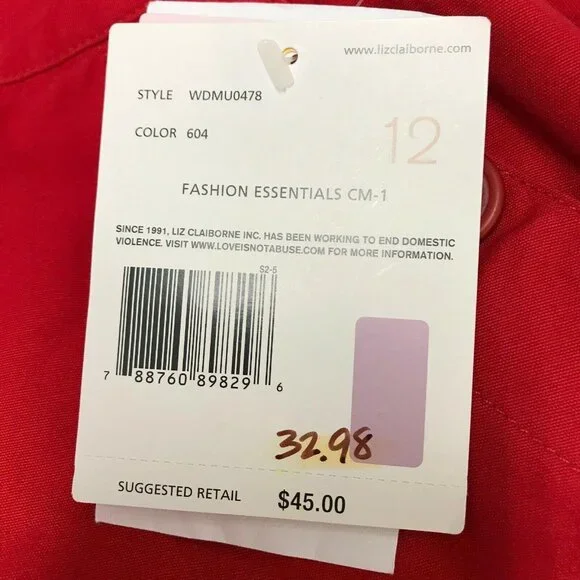 www.lizclaiborne.com
STYLE WDMU0478
COLOR 604
12
FASHION ESSENTIALS CM-1
SINCE 1991, LIZ CLAIBORNE INC. HAS BEEN WORKING TO END DOMESTIC
VIOLENCE. VISIT WWW.LOVEISNOTABUSE.COM FOR MORE INFORMATION.
S2-5
7 88760 89829 6
32.98
SUGGESTED RETAIL $45.00